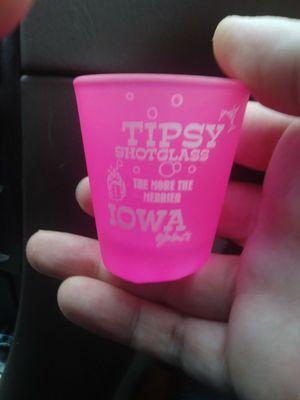 TIPSY
SHOTGLASS
THE MORE THE
MERRIER
IOWA